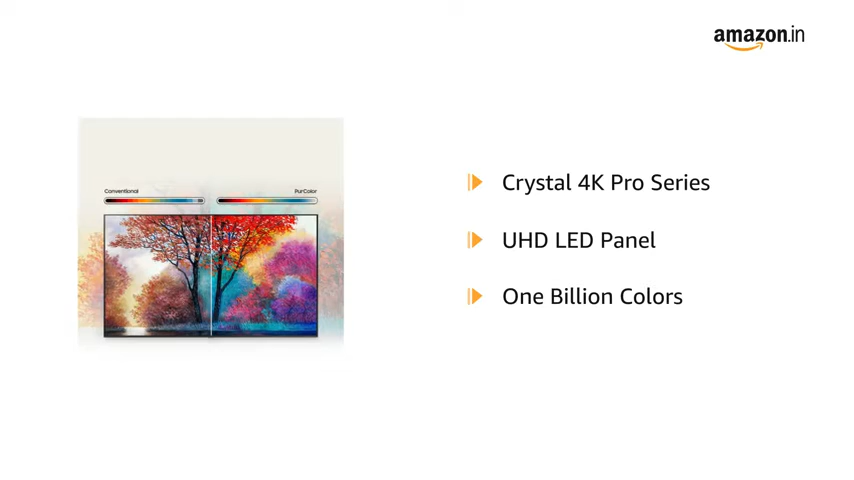 amazon.in
Conventional
PurColor
Crystal 4K Pro Series
UHD LED Panel
One Billion Colors